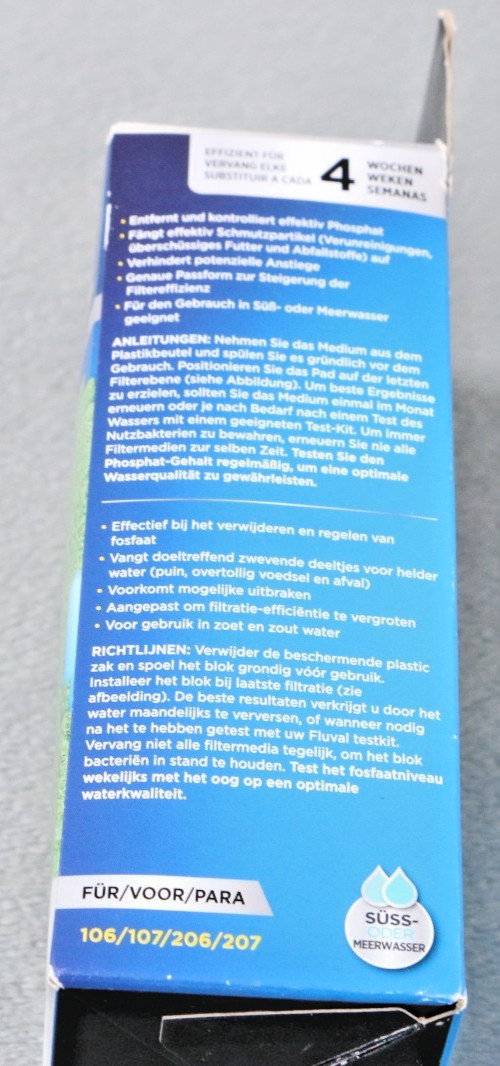 EFFIZIENT FÜR
VERVANG ELKE
SUBSTITUIR A CADA
4
WOCHEN
WEKEN
SEMANAS
• Entfernt und kontrolliert effektiv Phosphat
• Fängt effektiv Schmutzpartikel (Verunreinigungen,
überschüssiges Futter und Abfallstoffe) auf
• Verhindert potenzielle Anstiege
• Genaue Passform zur Steigerung der
Filtereffizienz
• Für den Gebrauch in Süß- oder Meerwasser
geeignet
ANLEITUNGEN: Nehmen Sie das Medium aus dem
Plastikbeutel und spülen Sie es gründlich vor dem
Gebrauch. Positionieren Sie das Pad auf der letzten
Filterebene (siehe Abbildung). Um beste Ergebnisse
zu erzielen, sollten Sie das Medium einmal im Monat
erneuern oder je nach Bedarf nach einem Test des
Wassers mit einem geeigneten Test-Kit. Um immer
Nutzbakterien zu bewahren, erneuern Sie nie alle
Filtermedien zur selben Zeit. Testen Sie den
Phosphat-Gehalt regelmäßig, um eine optimale
Wasserqualität zu gewährleisten.
• Effectief bij het verwijderen en regelen van
fosfaat
• Vangt doeltreffend zwevende deeltjes voor helder
water (puin, overtollig voedsel en afval)
• Voorkomt mogelijke uitbraken
• Aangepast om filtratie-efficiëntie te vergroten
• Voor gebruik in zoet en zout water
RICHTLIJNEN: Verwijder de beschermende plastic
zak en spoel het blok grondig vóór gebruik.
Installeer het blok bij laatste filtratie (zie
afbeelding). De beste resultaten verkrijgt u door het
water maandelijks te verversen, of wanneer nodig
na het te hebben getest met uw Fluval testkit.
Vervang niet alle filtermedia tegelijk, om het blok
bacteriën in stand te houden. Test het fosfaatniveau
wekelijks met het oog op een optimale
waterkwaliteit.
FÜR/VOOR/PARA
106/107/206/207
SÜSS-
ODER
MEERWASSER